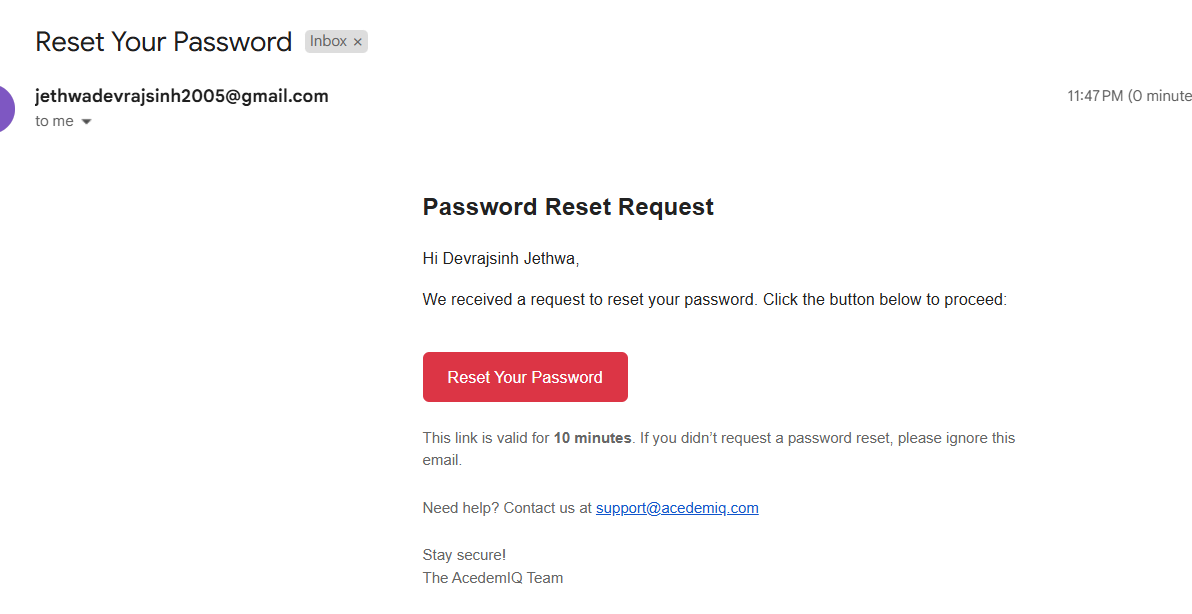 Reset Your Password Inbox ×
jethwadevrajsinh2005@gmail.com 11:47 PM (0 minute
to me
Password Reset Request
Hi Devrajsinh Jethwa,
We received a request to reset your password. Click the button below to proceed:
Reset Your Password
This link is valid for 10 minutes. If you didn’t request a password reset, please ignore this
email.
Need help? Contact us at support@acedemiq.com
Stay secure!
The AcedemIQ Team